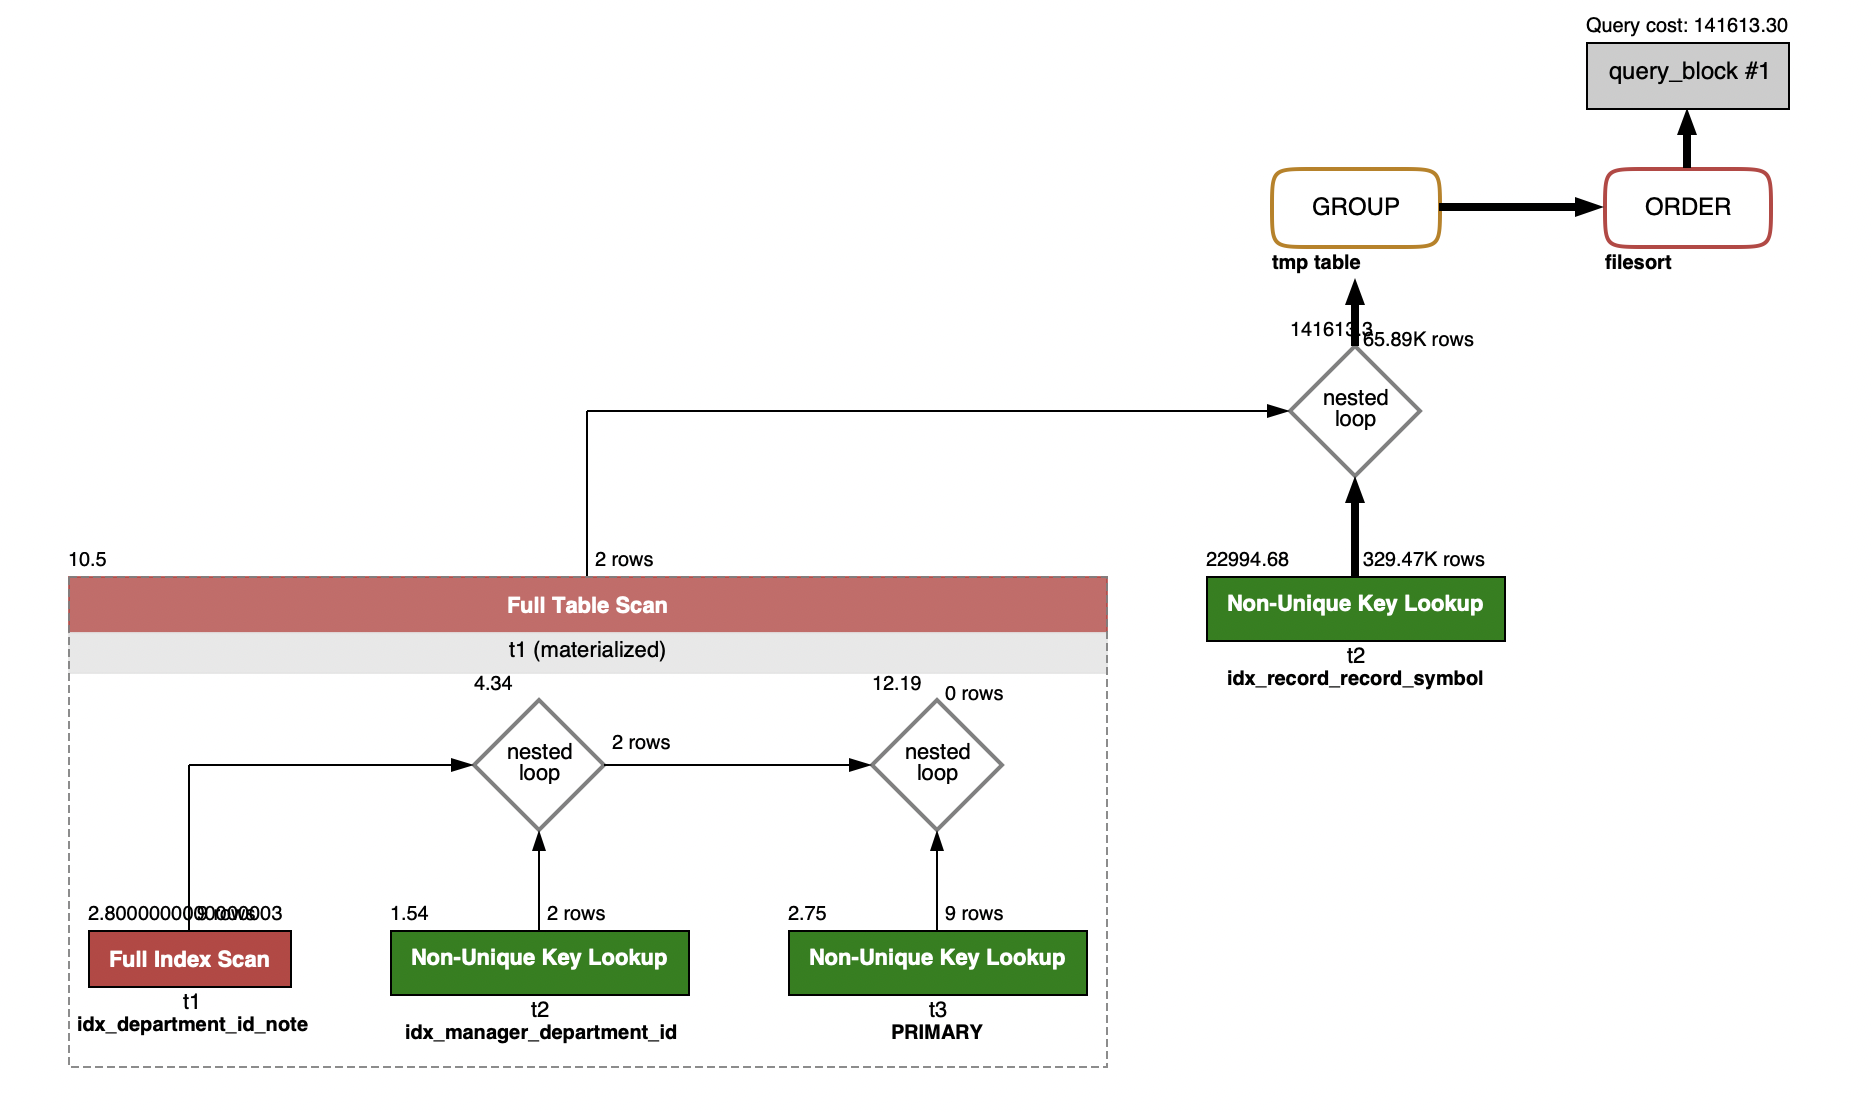 Query cost: 141613.30
query_block #1
GROUP
ORDER
tmp table
filesort
141613.3
65.89K rows
nested
loop
10.5
2 rows
22994.68
329.47K rows
Full Table Scan
Non-Unique Key Lookup
t1 (materialized)
t2
idx_record_record_symbol
4.34
12.19
0 rows
nested
loop
2 rows
nested
loop
2.8000000000000003
9 rows
1.54
2 rows
2.75
9 rows
Full Index Scan
Non-Unique Key Lookup
Non-Unique Key Lookup
t1
idx_department_id_note
t2
idx_manager_department_id
t3
PRIMARY